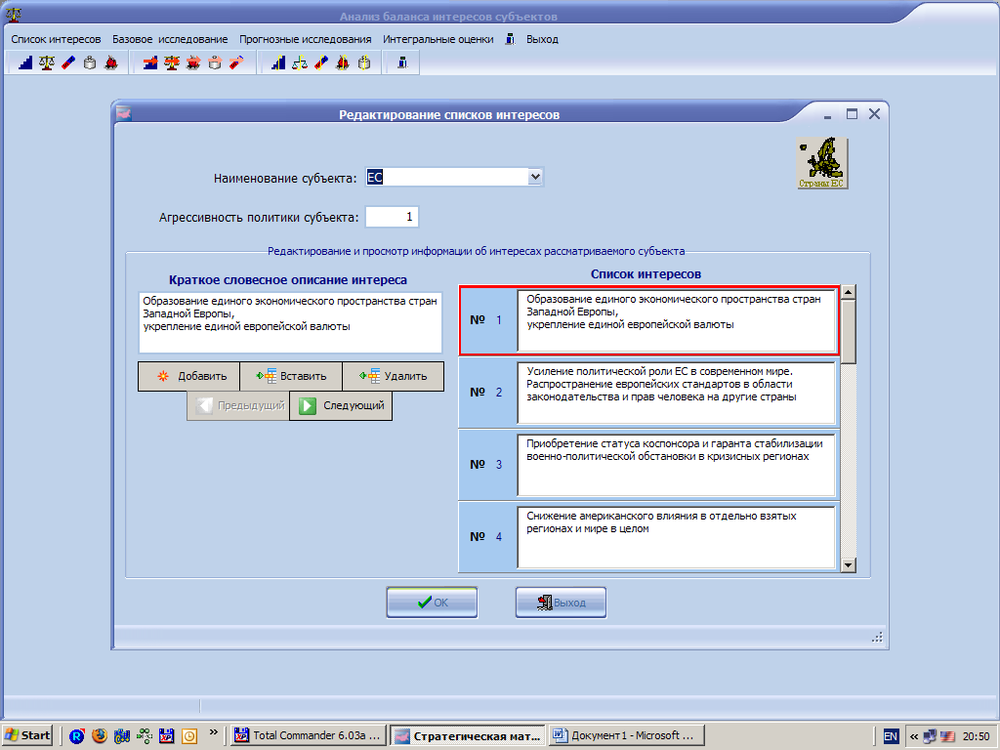 Анализ баланса интересов субъектов
Список интересов Базовое исследование Прогнозные исследования Интегральные оценки Выход
Редактирование списков интересов
Наименование субъекта: ЕС
Страны ЕС
Агрессивность политики субъекта: 1
Редактирование и просмотр информации об интересах рассматриваемого субъекта
Краткое словесное описание интереса
Образование единого экономического пространства стран
Западной Европы,
укрепление единой европейской валюты
Добавить Вставить Удалить
Предыдущий Следующий
Список интересов
№ 1
Образование единого экономического пространства стран
Западной Европы,
укрепление единой европейской валюты
№ 2
Усиление политической роли ЕС в современном мире.
Распространение европейских стандартов в области
законодательства и прав человека на другие страны
№ 3
Приобретение статуса коспонсора и гаранта стабилизации
военно-политической обстановки в кризисных регионах
№ 4
Снижение американского влияния в отдельно взятых
регионах и мире в целом
OK Выход
Start » Total Commander 6.03a ... Стратегическая мат... Документ1 - Microsoft ... EN « 20:50